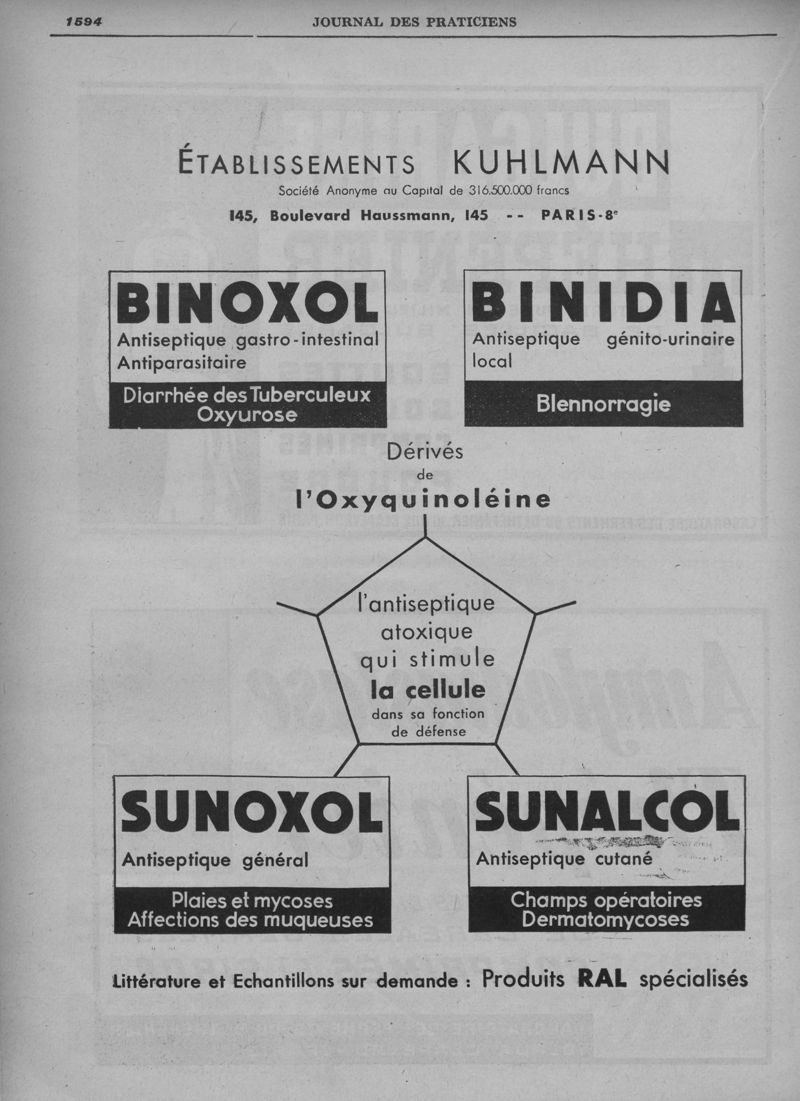 1594
JOURNAL DES PRATICIENS
ÉTABLISSEMENTS KUHLMANN
Société Anonyme au Capital de 316.500.000 francs
145, Boulevard Haussmann, 145 -- PARIS-8e
BINOXOL
Antiseptique gastro-intestinal
Antiparasitaire
Diarrhée des Tuberculeux
Oxyurose
BINIDIA
Antiseptique génito-urinaire
local
Blennorragie
Dérivés
de
l'Oxyquinoléine
l'antiseptique
atoxique
qui stimule
la cellule
dans sa fonction
de défense
SUNOXOL
Antiseptique général
Plaies et mycoses
Affections des muqueuses
SUNALCOL
Antiseptique cutané
Champs opératoires
Dermatomycoses
Littérature et Echantillons sur demande : Produits RAL spécialisés